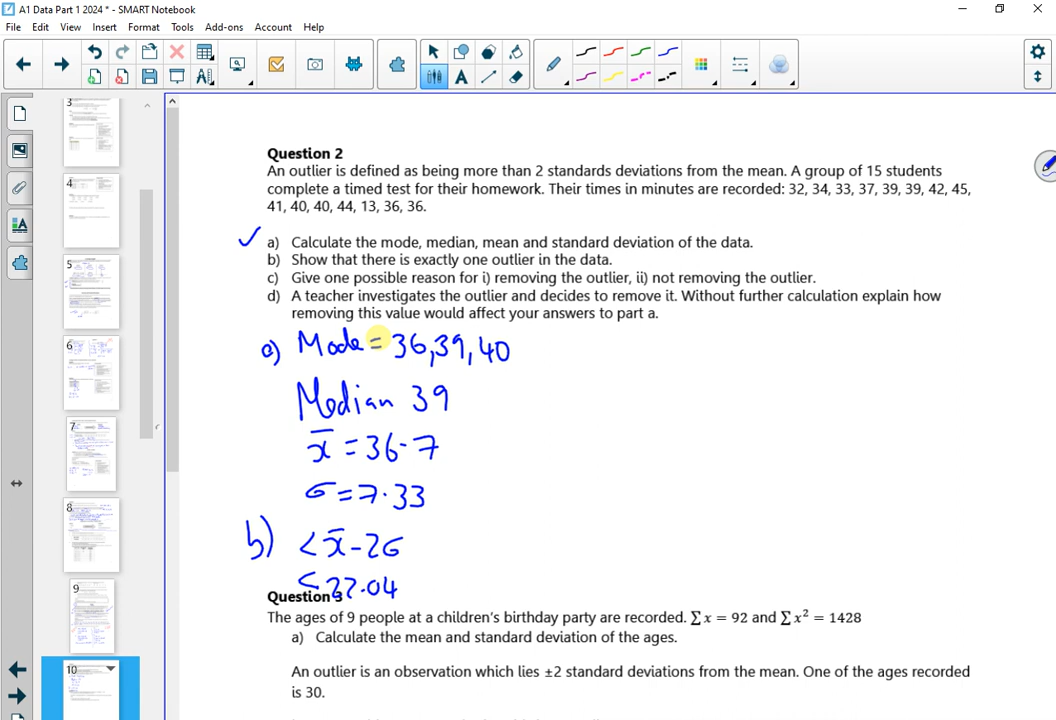 A1 Data Part 1 2024 * - SMART Notebook
File Edit View Insert Format Tools Add-ons Account Help
3
4
5
6
7
8
9
10
Question 2
An outlier is defined as being more than 2 standards deviations from the mean. A group of 15 students
complete a timed test for their homework. Their times in minutes are recorded: 32, 34, 33, 37, 39, 39, 42, 45,
41, 40, 40, 44, 13, 36, 36.
a) Calculate the mode, median, mean and standard deviation of the data.
b) Show that there is exactly one outlier in the data.
c) Give one possible reason for i) removing the outlier, ii) not removing the outlier.
d) A teacher investigates the outlier and decides to remove it. Without further calculation explain how
removing this value would affect your answers to part a.
a) Mode = 36,39,40
Median 39
x̄ = 36·7
σ = 7·33
b) < x̄ - 2σ
< 22.04
Question 3
The ages of 9 people at a children's birthday party are recorded. ∑x = 92 and ∑x² = 1428
a) Calculate the mean and standard deviation of the ages.
An outlier is an observation which lies ±2 standard deviations from the mean. One of the ages recorded
is 30.